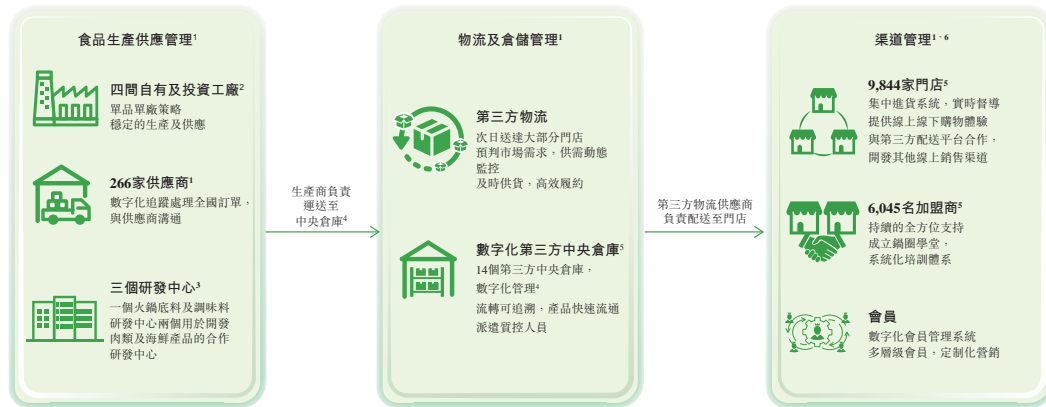 食品生產供應管理¹
四間自有及投資工廠²
單品單廠策略
穩定的生產及供應
266家供應商¹
數字化追蹤處理全國訂單，
與供應商溝通
三個研發中心³
一個火鍋底料及調味料
研發中心兩個用於開發
肉類及海鮮產品的合作
研發中心
生產商負責
運送至
中央倉庫⁴
物流及倉儲管理¹
第三方物流
次日送達大部分門店
預判市場需求，供需動態
監控
及時供貨，高效履約
數字化第三方中央倉庫⁵
14個第三方中央倉庫，
數字化管理⁴
流轉可追溯，產品快速流通
派遣質控人員
第三方物流供應商
負責配送至門店
渠道管理¹˙⁶
9,844家門店⁵
集中進貨系統，實時督導
提供線上線下購物體驗
與第三方配送平台合作，
開發其他線上銷售渠道
6,045名加盟商⁵
持續的全方位支持
成立鍋圈學堂，
系統化培訓體系
會員
數字化會員管理系統
多層級會員，定制化營銷